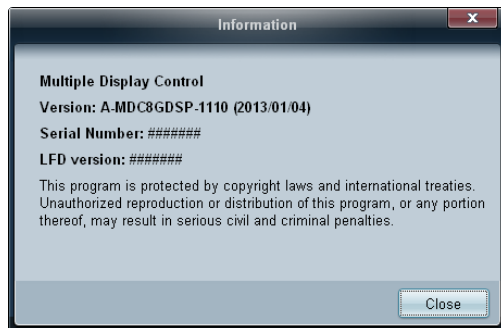 Information
x
Multiple Display Control
Version: A-MDC8GDSP-1110 (2013/01/04)
Serial Number: #######
LFD version: #######
This program is protected by copyright laws and international treaties.
Unauthorized reproduction or distribution of this program, or any portion
thereof, may result in serious civil and criminal penalties.
Close